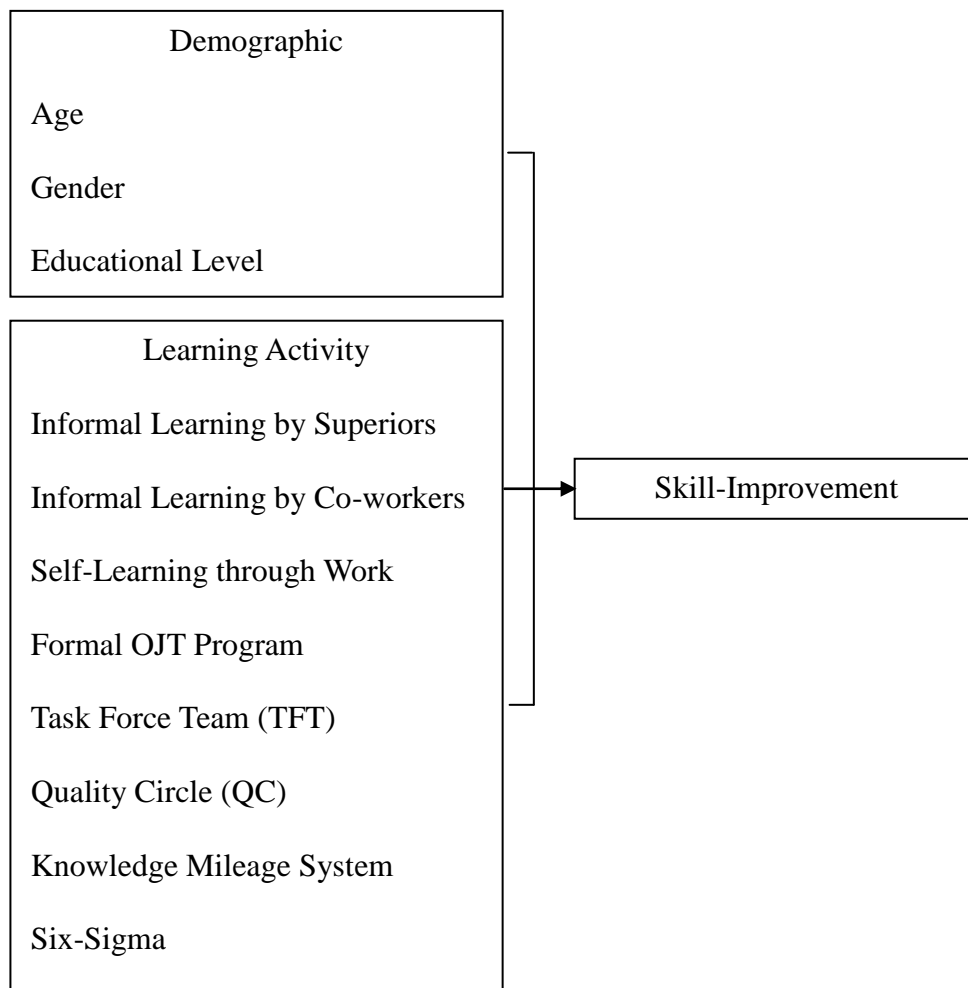 Demographic
Age
Gender
Educational Level
Learning Activity
Informal Learning by Superiors
Informal Learning by Co-workers
Self-Learning through Work
Formal OJT Program
Task Force Team (TFT)
Quality Circle (QC)
Knowledge Mileage System
Six-Sigma
Skill-Improvement